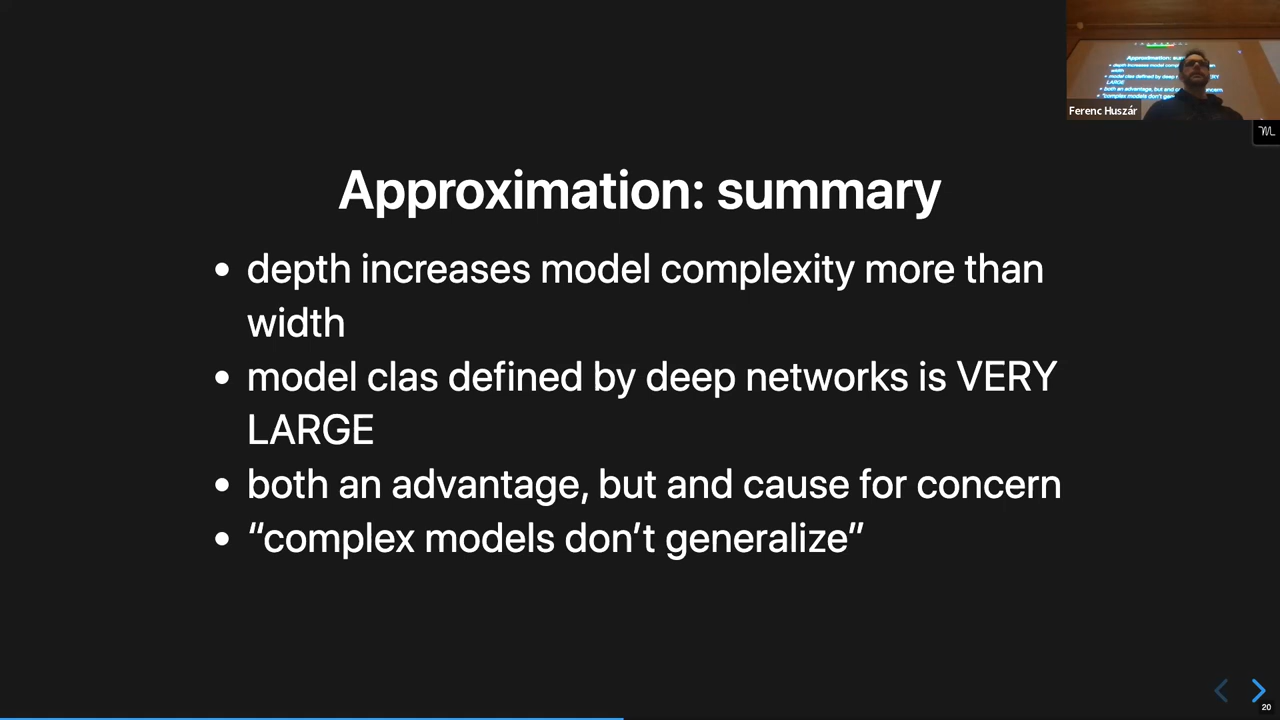 Approximation: summary
• depth increases model complexity more than
width
• model clas defined by deep networks is VERY
LARGE
• both an advantage, but and cause for concern
• “complex models don’t generalize”
Ferenc Huszár
20